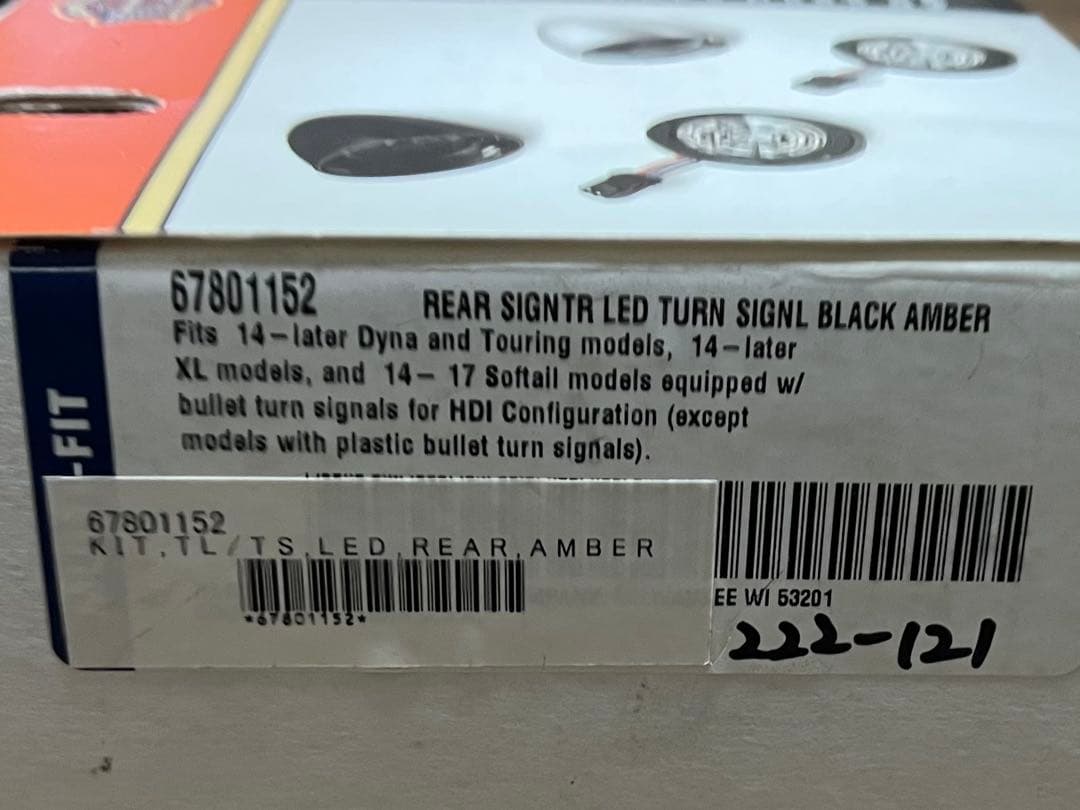 67801152 REAR SIGNTR LED TURN SIGNL BLACK AMBER
Fits 14-later Dyna and Touring models, 14-later
XL models, and 14- 17 Softail models equipped w/
bullet turn signals for HDI Configuration (except
models with plastic bullet turn signals).
-FIT
67801152
KIT,TL/TS,LED,REAR,AMBER
*67801152*
EE WI 53201
222-121